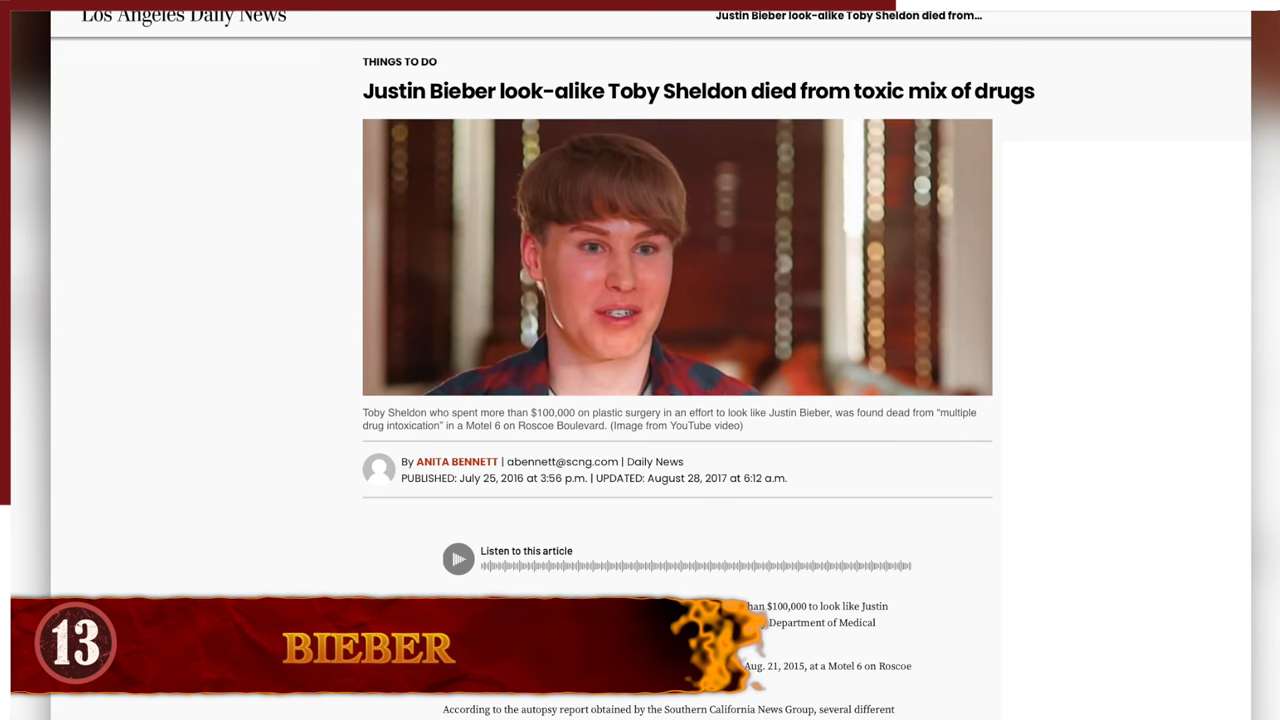 Los Angeles Daily News
Justin Bieber look-alike Toby Sheldon died from...
THINGS TO DO
Justin Bieber look-alike Toby Sheldon died from toxic mix of drugs
Toby Sheldon who spent more than $100,000 on plastic surgery in an effort to look like Justin Bieber, was found dead from “multiple
drug intoxication” in a Motel 6 on Roscoe Boulevard. (Image from YouTube video)
By ANITA BENNETT | abennett@scng.com | Daily News
PUBLISHED: July 25, 2016 at 3:56 p.m. | UPDATED: August 28, 2017 at 6:12 a.m.
Listen to this article
$100,000 to look like Justin
Department of Medical
Aug. 21, 2015, at a Motel 6 on Roscoe
13
BIEBER
According to the autopsy report obtained by the Southern California News Group, several different